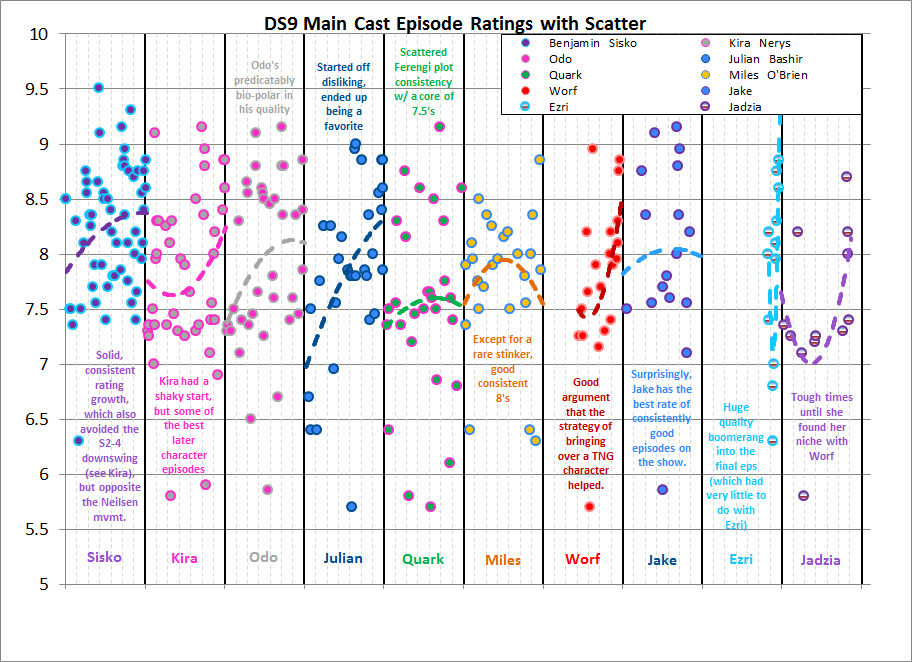 DS9 Main Cast Episode Ratings with Scatter
10
9.5
9
8.5
8
7.5
7
6.5
6
5.5
5
Benjamin Sisko
Kira Nerys
Odo
Julian Bashir
Quark
Miles O'Brien
Worf
Jake
Ezri
Jadzia
Solid,
consistent
rating
growth,
which also
avoided the
S2-4
downswing
(see Kira),
but opposite
the Neilsen
mvmt.
Kira had a
shaky start,
but some of
the best
later
character
episodes
Odo's
predicatably
bio-polar in
his quality
Started off
disliking,
ended up
being a
favorite
Scattered
Ferengi plot
consistency
w/ a core of
7.5's
Except for a
rare stinker,
good
consistent
8's
Good
argument
that the
strategy of
bringing
over a TNG
character
helped.
Surprisingly,
Jake has the
best rate of
consistently
good
episodes on
the show.
Huge
quality
boomerang
into the
final eps
(which had
very little to
do with
Ezri)
Tough times
until she
found her
niche with
Worf
Sisko
Kira
Odo
Julian
Quark
Miles
Worf
Jake
Ezri
Jadzia